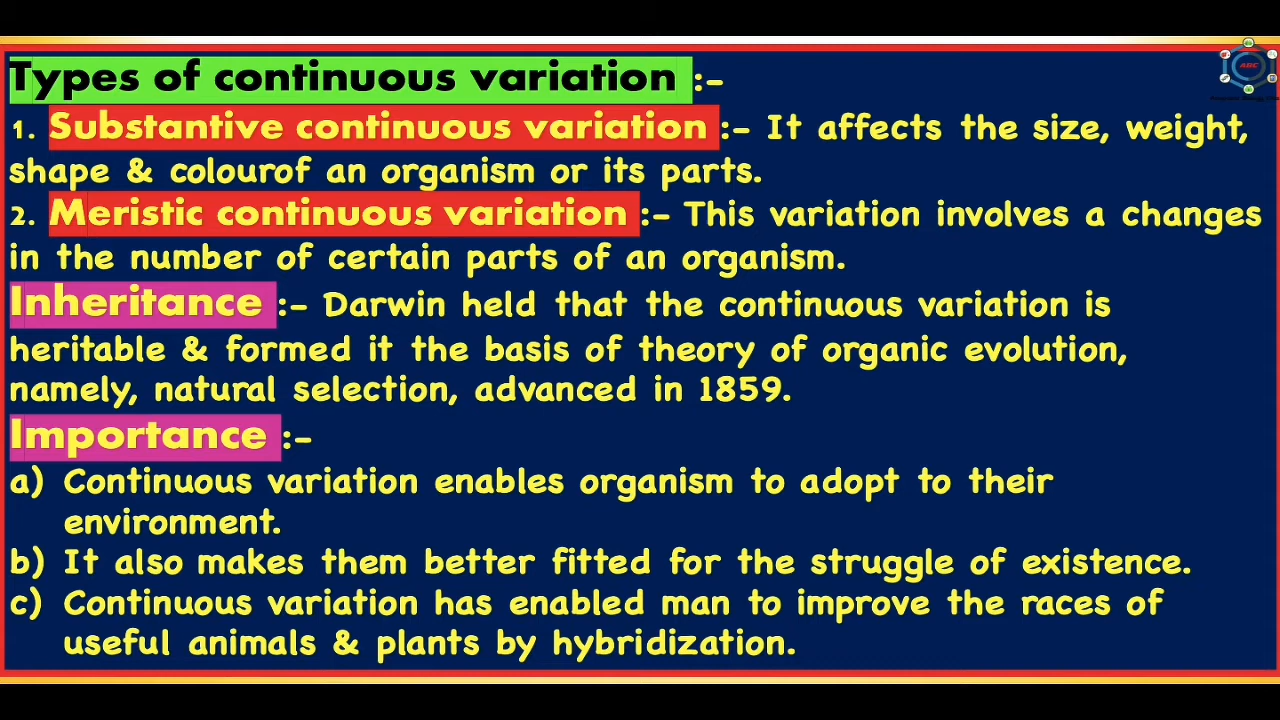 Types of continuous variation :-
1. Substantive continuous variation :- It affects the size, weight,
shape & colourof an organism or its parts.
2. Meristic continuous variation :- This variation involves a changes
in the number of certain parts of an organism.
Inheritance :- Darwin held that the continuous variation is
heritable & formed it the basis of theory of organic evolution,
namely, natural selection, advanced in 1859.
Importance :-
a) Continuous variation enables organism to adopt to their
environment.
b) It also makes them better fitted for the struggle of existence.
c) Continuous variation has enabled man to improve the races of
useful animals & plants by hybridization.
ABC